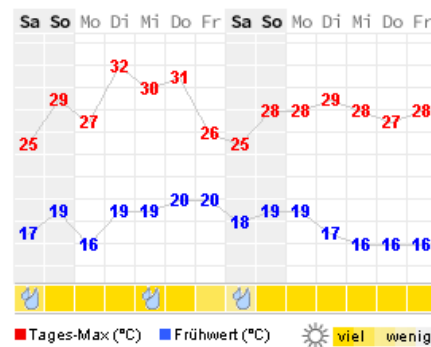 Sa So Mo Di Mi Do Fr Sa So Mo Di Mi Do Fr
25 29 27 32 30 31 26 25 28 28 29 28 27 28
17 19 16 19 19 20 20 18 19 19 17 16 16 16
Tages-Max (°C) Frühwert (°C) viel wenig